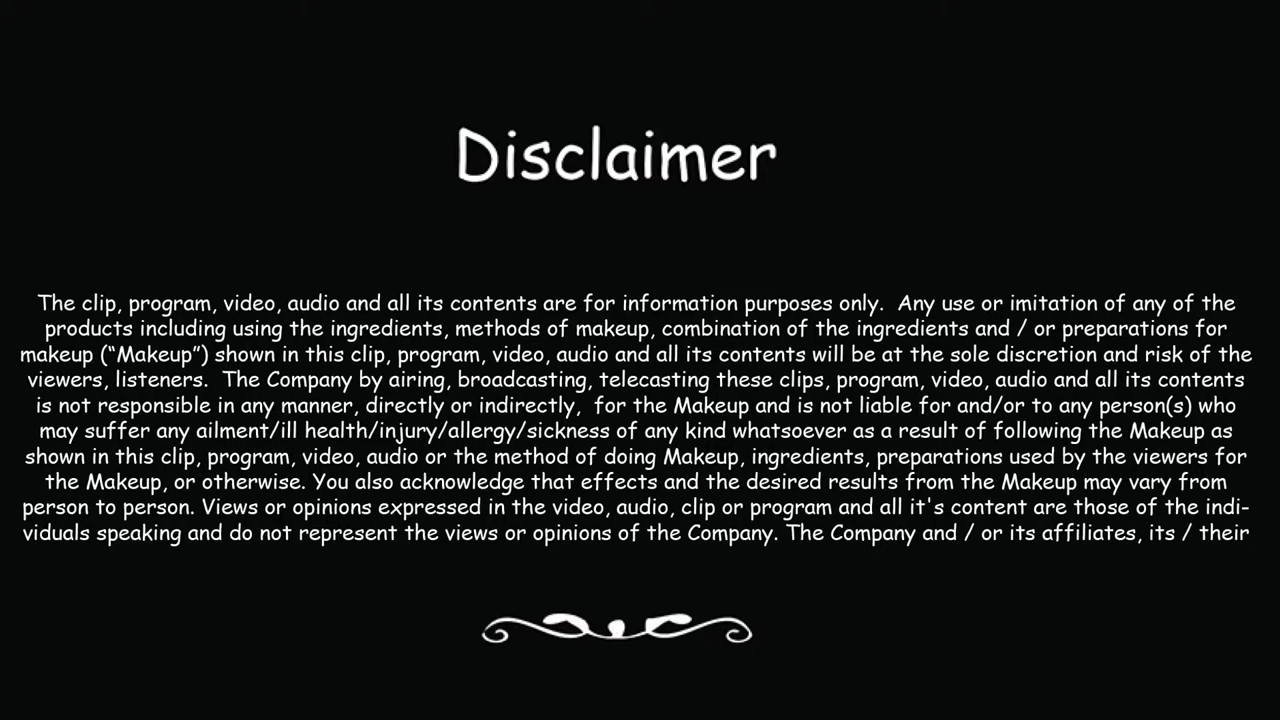 Disclaimer
The clip, program, video, audio and all its contents are for information purposes only.  Any use or imitation of any of the
products including using the ingredients, methods of makeup, combination of the ingredients and / or preparations for
makeup (“Makeup”) shown in this clip, program, video, audio and all its contents will be at the sole discretion and risk of the
viewers, listeners.  The Company by airing, broadcasting, telecasting these clips, program, video, audio and all its contents
is not responsible in any manner, directly or indirectly,  for the Makeup and is not liable for and/or to any person(s) who
may suffer any ailment/ill health/injury/allergy/sickness of any kind whatsoever as a result of following the Makeup as
shown in this clip, program, video, audio or the method of doing Makeup, ingredients, preparations used by the viewers for
the Makeup, or otherwise. You also acknowledge that effects and the desired results from the Makeup may vary from
person to person. Views or opinions expressed in the video, audio, clip or program and all it's content are those of the indi-
viduals speaking and do not represent the views or opinions of the Company. The Company and / or its affiliates, its / their